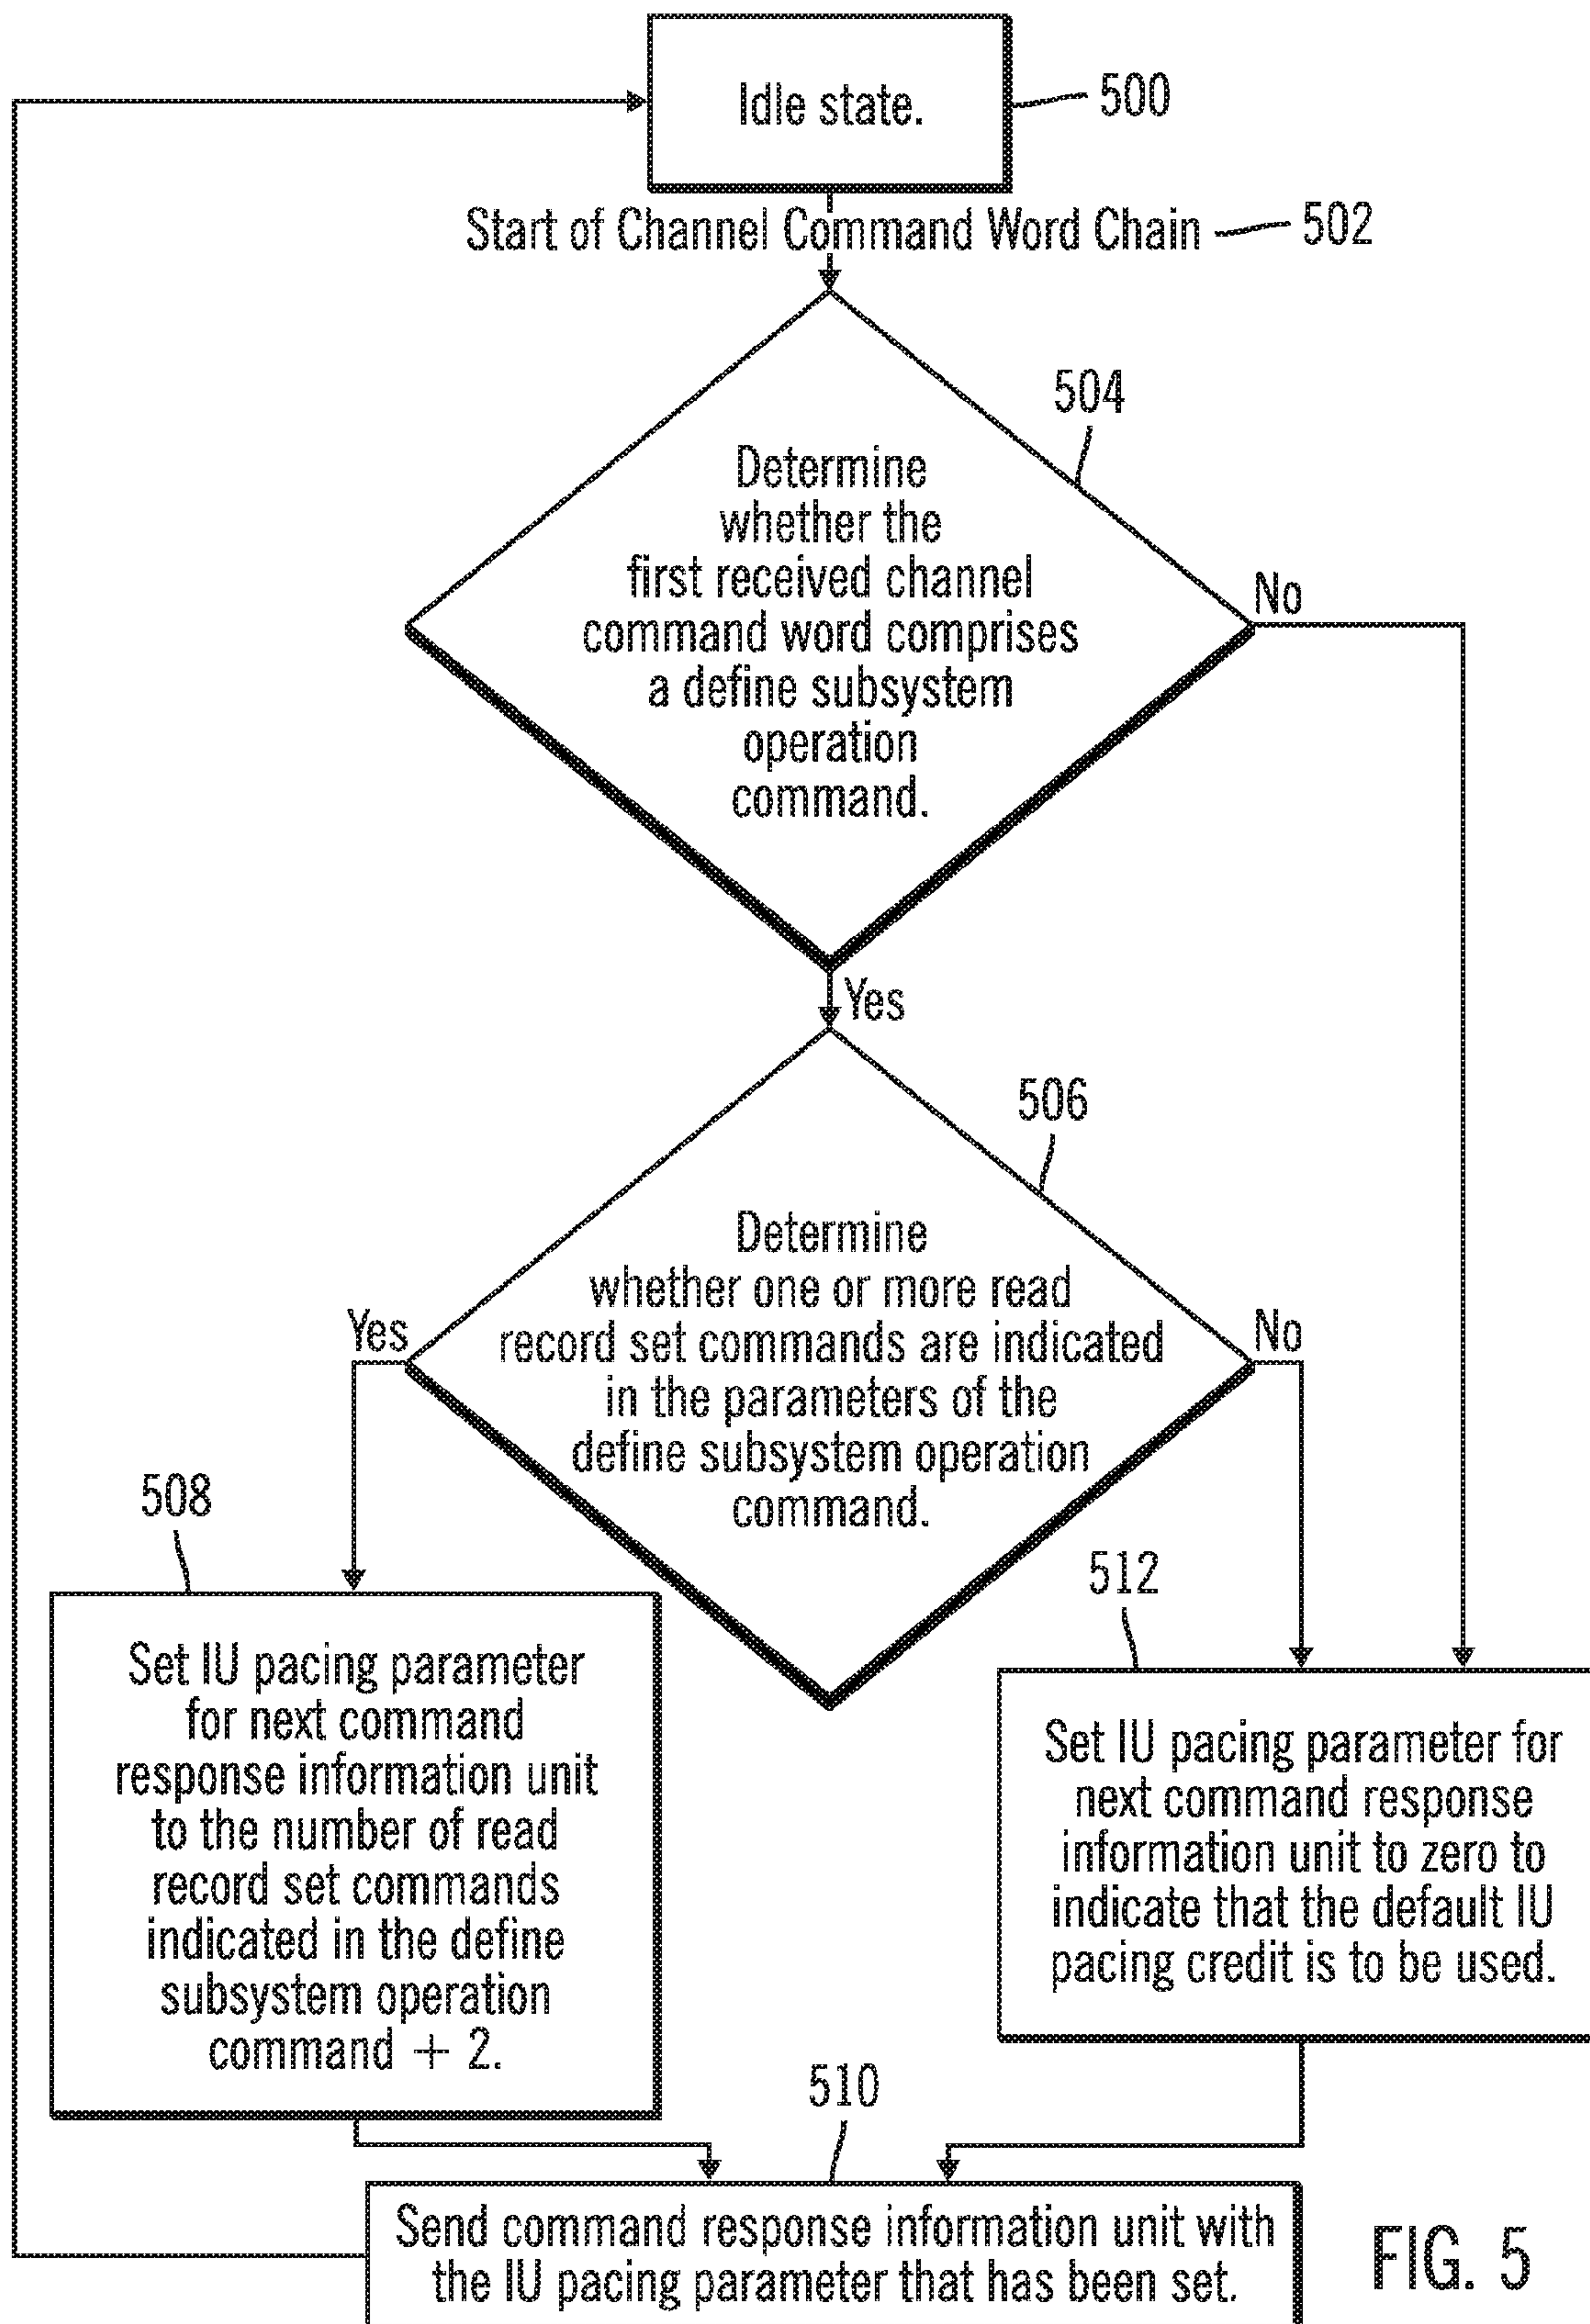 Idle state.
500
Start of Channel Command Word Chain
502
504
Determine
whether the
first received channel
command word comprises
a define subsystem
operation
command.
No
Yes
506
Determine
whether one or more read
record set commands are indicated
in the parameters of the
define subsystem operation
command.
Yes
No
508
Set IU pacing parameter
for next command
response information unit
to the number of read
record set commands
indicated in the define
subsystem operation
command + 2.
512
Set IU pacing parameter for
next command response
information unit to zero to
indicate that the default IU
pacing credit is to be used.
510
Send command response information unit with
the IU pacing parameter that has been set.
FIG. 5